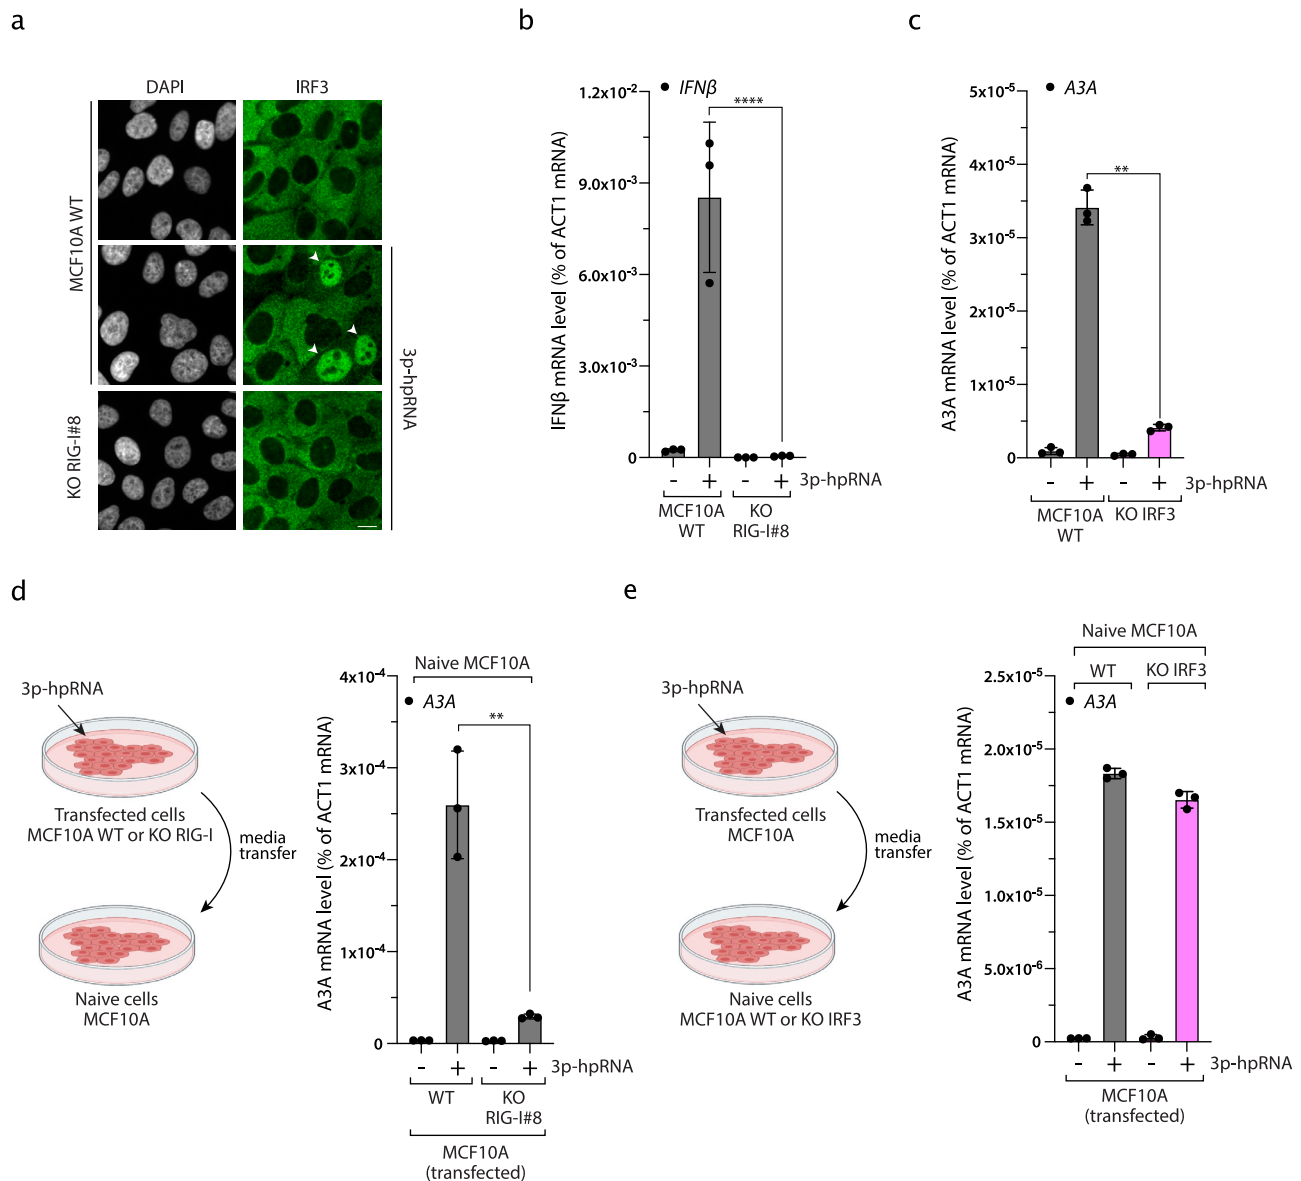 a
DAPI
IRF3
MCF10A WT
KO RIG-I#8
3p-hpRNA
b
IFNβ
****
IFNβ mRNA level (% of ACT1 mRNA)
1.2x10-2
9.0x10-3
6.0x10-3
3.0x10-3
0
- + - + 3p-hpRNA
MCF10A
WT
KO
RIG-I#8
c
A3A
**
A3A mRNA level (% of ACT1 mRNA)
5x10-5
4x10-5
3x10-5
2x10-5
1x10-5
0
- + - + 3p-hpRNA
MCF10A
WT
KO IRF3
d
3p-hpRNA
Transfected cells
MCF10A WT or KO RIG-I
media
transfer
Naive cells
MCF10A
Naive MCF10A
A3A
**
A3A mRNA level (% of ACT1 mRNA)
4x10-4
3x10-4
2x10-4
1x10-4
0
- + - + 3p-hpRNA
WT
KO
RIG-I#8
MCF10A
(transfected)
e
3p-hpRNA
Transfected cells
MCF10A
media
transfer
Naive cells
MCF10A WT or KO IRF3
Naive MCF10A
WT KO IRF3
A3A
A3A mRNA level (% of ACT1 mRNA)
2.5x10-5
2.0x10-5
1.5x10-5
1.0x10-5
5.0x10-6
0
- + - + 3p-hpRNA
MCF10A
(transfected)